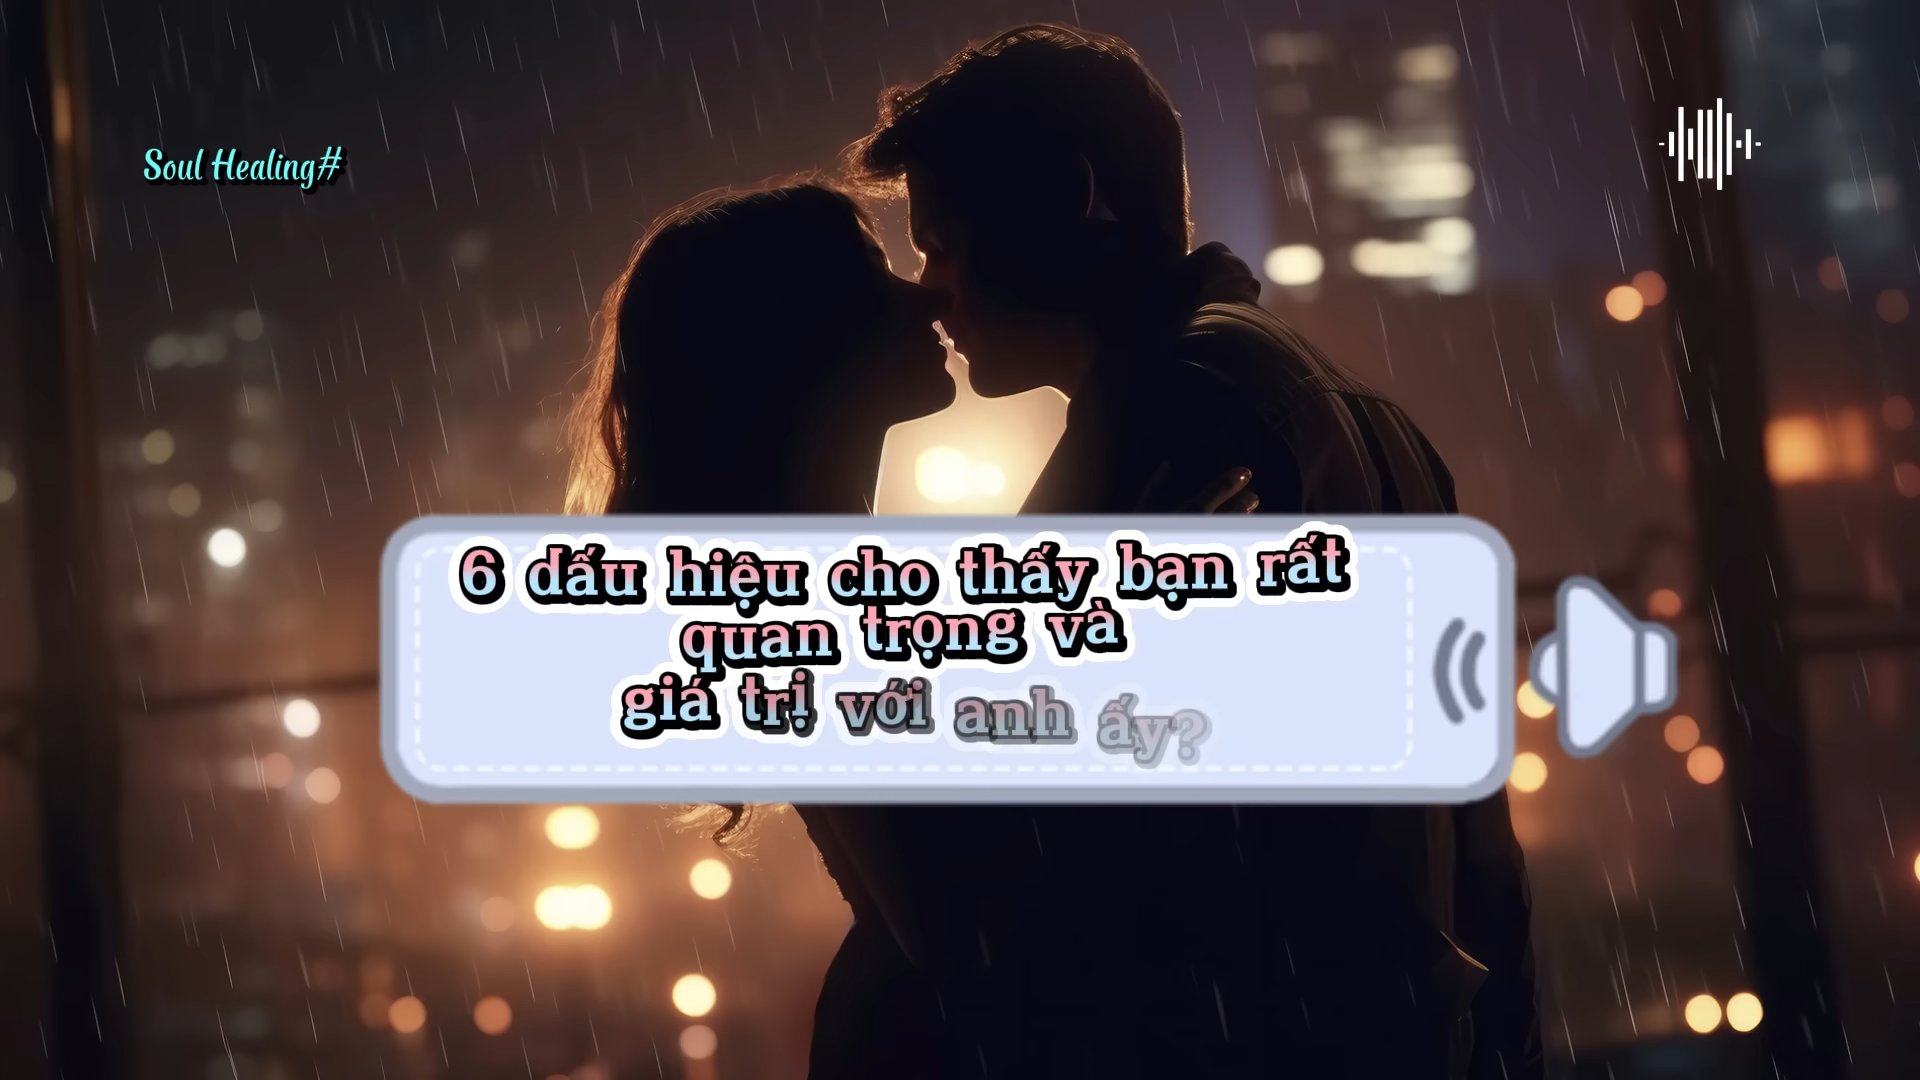 Soul Healing#
6 dấu hiệu cho thấy bạn rất
quan trọng và
giá trị với anh ấy?